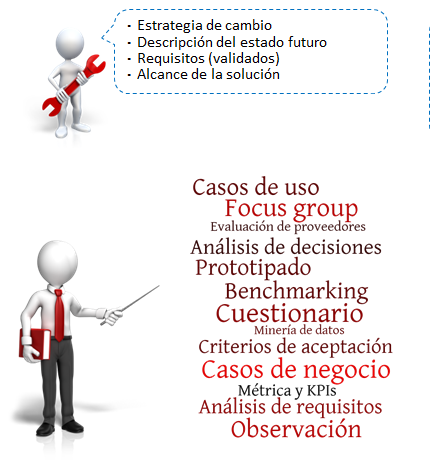 · Estrategia de cambio
· Descripción del estado futuro
· Requisitos (validados)
· Alcance de la solución
Casos de uso
Focus group
Evaluación de proveedores
Análisis de decisiones
Prototipado
Benchmarking
Cuestionario
Minería de datos
Criterios de aceptación
Casos de negocio
Métrica y KPIs
Análisis de requisitos
Observación